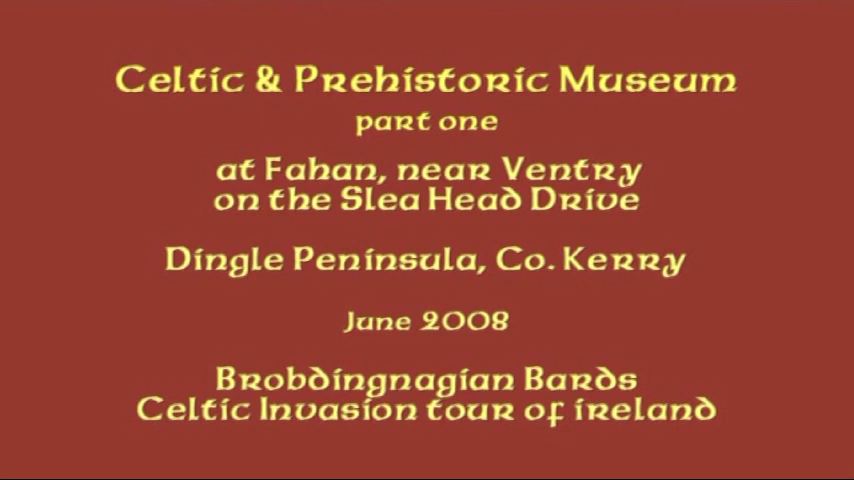 Celtic & Prehistoric Museum
part one
at Fahan, near Ventry
on the Slea Head Drive
Dingle Peninsula, Co. Kerry
June 2008
Brobdingnagian Bards
Celtic Invasion tour of ireland